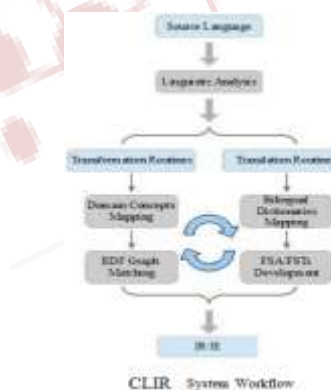 Source Language
Linguistic Analysis
Transformation Routines
Translation Routines
Domain Concepts
Mapping
Bilingual
Dictionaries
Mapping
RDF Graph
Matching
FSA/FSTs
Development
IR/IE
CLIR System Workflow